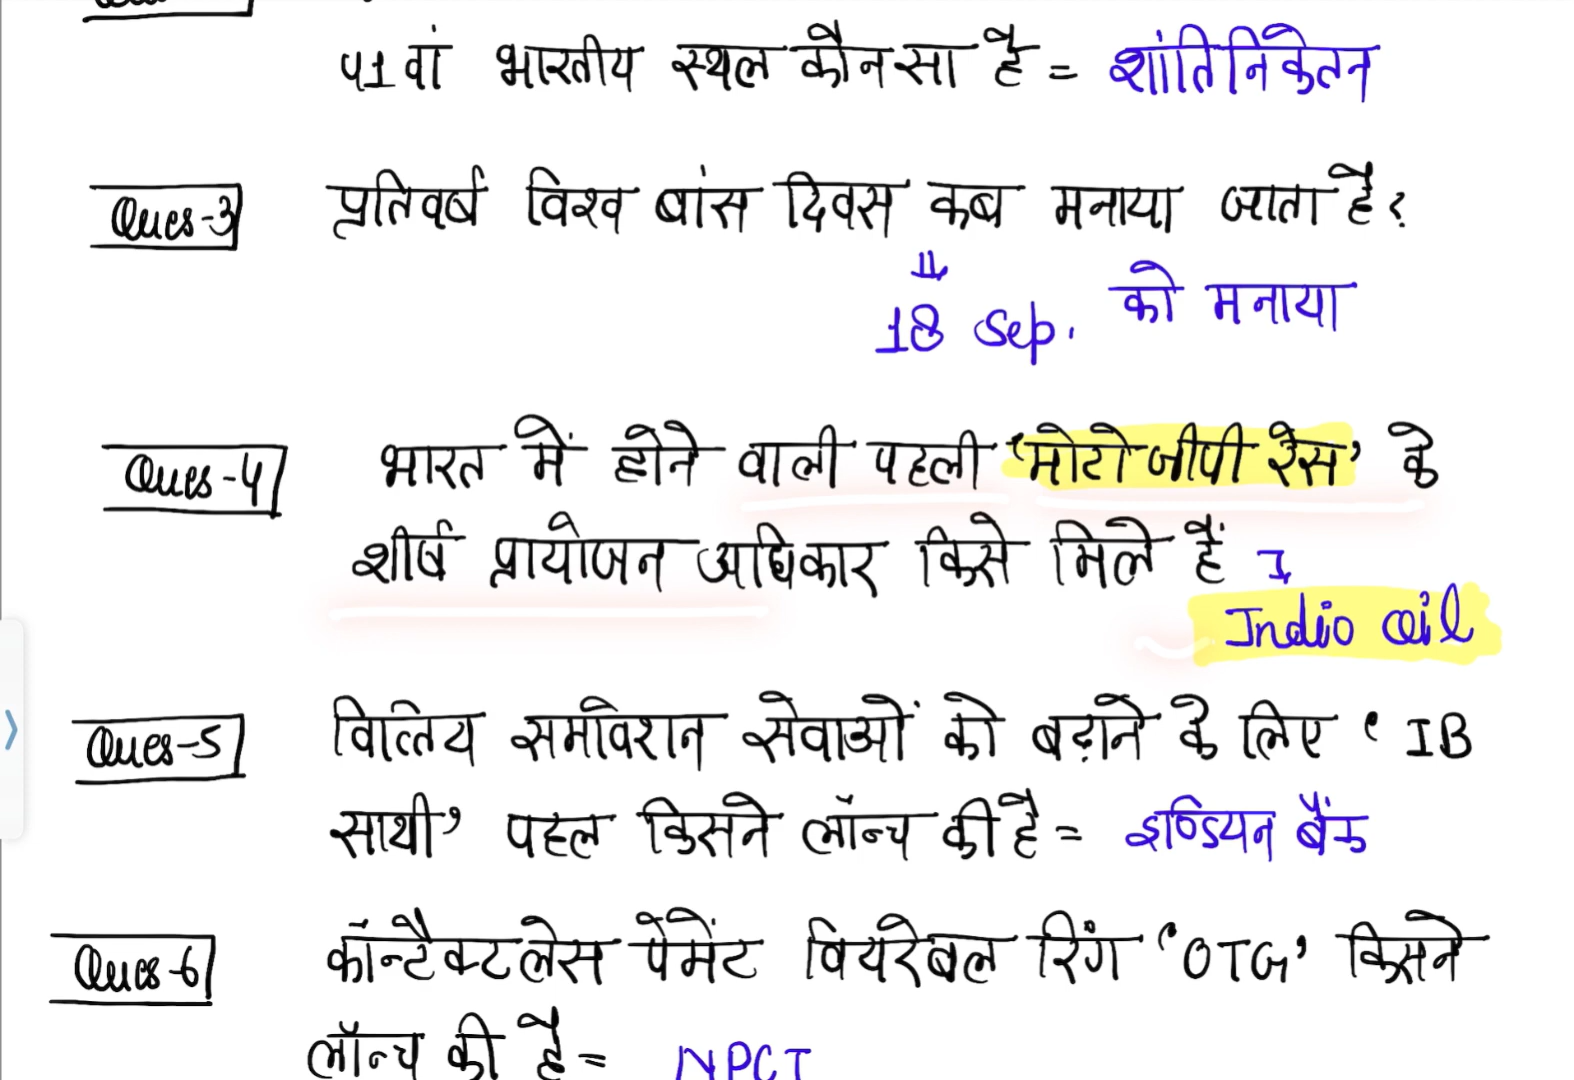 41वां भारतीय स्थल कौनसा है = शांतिनिकेतन
Ques-3 प्रतिवर्ष विश्व बांस दिवस कब मनाया जाता है?
18 Sep. को मनाया
Ques-4 भारत में होने वाली पहली 'मोटो जीपी रेस' के
शीर्ष प्रायोजन अधिकार किसे मिले हैं
Indio oil
Ques-5 वित्तिय समावेशन सेवाओं को बढ़ाने के लिए 'IB
साथी' पहल किसने लॉन्च की है = इण्डियन बैंक
Ques-6 कॉन्टैक्टलेस पेमेंट वियरेबल रिंग 'OTG' किसने
लॉन्च की है = NPCI